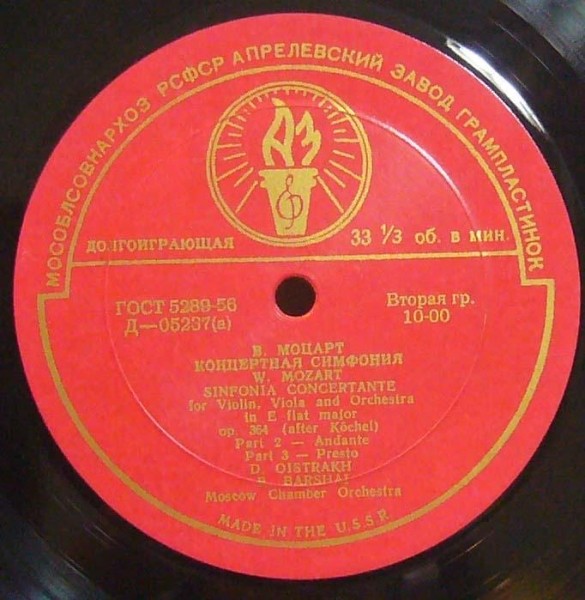 МОСОБЛСОВНАРХОЗ РСФСР АПРЕЛЕВСКИЙ ЗАВОД ГРАМПЛАСТИНОК
АЗ
ДОЛГОИГРАЮЩАЯ 33 ⅓ об. в мин.
ГОСТ 5289-56 Вторая гр.
Д—05237(а) 10-00
В. МОЦАРТ
КОНЦЕРТНАЯ СИМФОНИЯ
W. MOZART
SINFONIA CONCERTANTE
for Violin, Viola and Orchestra
in E flat major
op. 364 (after Köchel)
Part 2 — Andante
Part 3 — Presto
D. OISTRAKH
R. BARSHAI
Moscow Chamber Orchestra
MADE IN THE U.S.S.R.